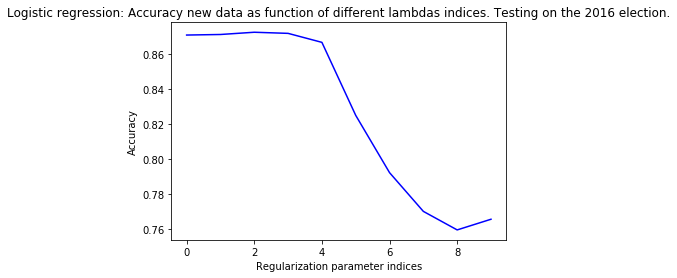 Logistic regression: Accuracy new data as function of different lambdas indices. Testing on the 2016 election.
0.86
0.84
0.82
0.80
0.78
0.76
Accuracy
0 2 4 6 8
Regularization parameter indices